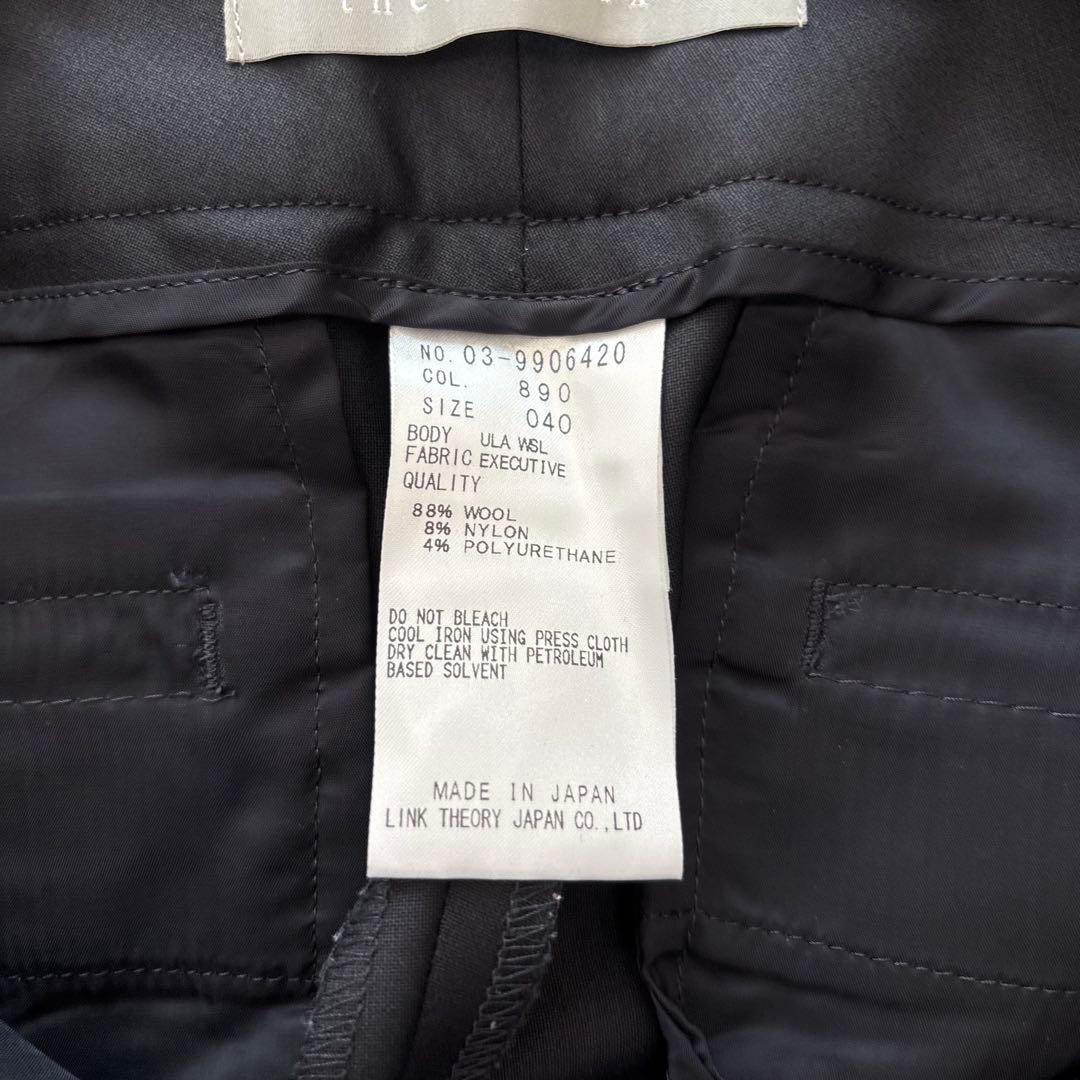 NO. 03-9906420
COL. 890
SIZE 040
BODY ULA WSL
FABRIC EXECUTIVE
QUALITY
88% WOOL
8% NYLON
4% POLYURETHANE
DO NOT BLEACH
COOL IRON USING PRESS CLOTH
DRY CLEAN WITH PETROLEUM
BASED SOLVENT
MADE IN JAPAN
LINK THEORY JAPAN CO.,LTD